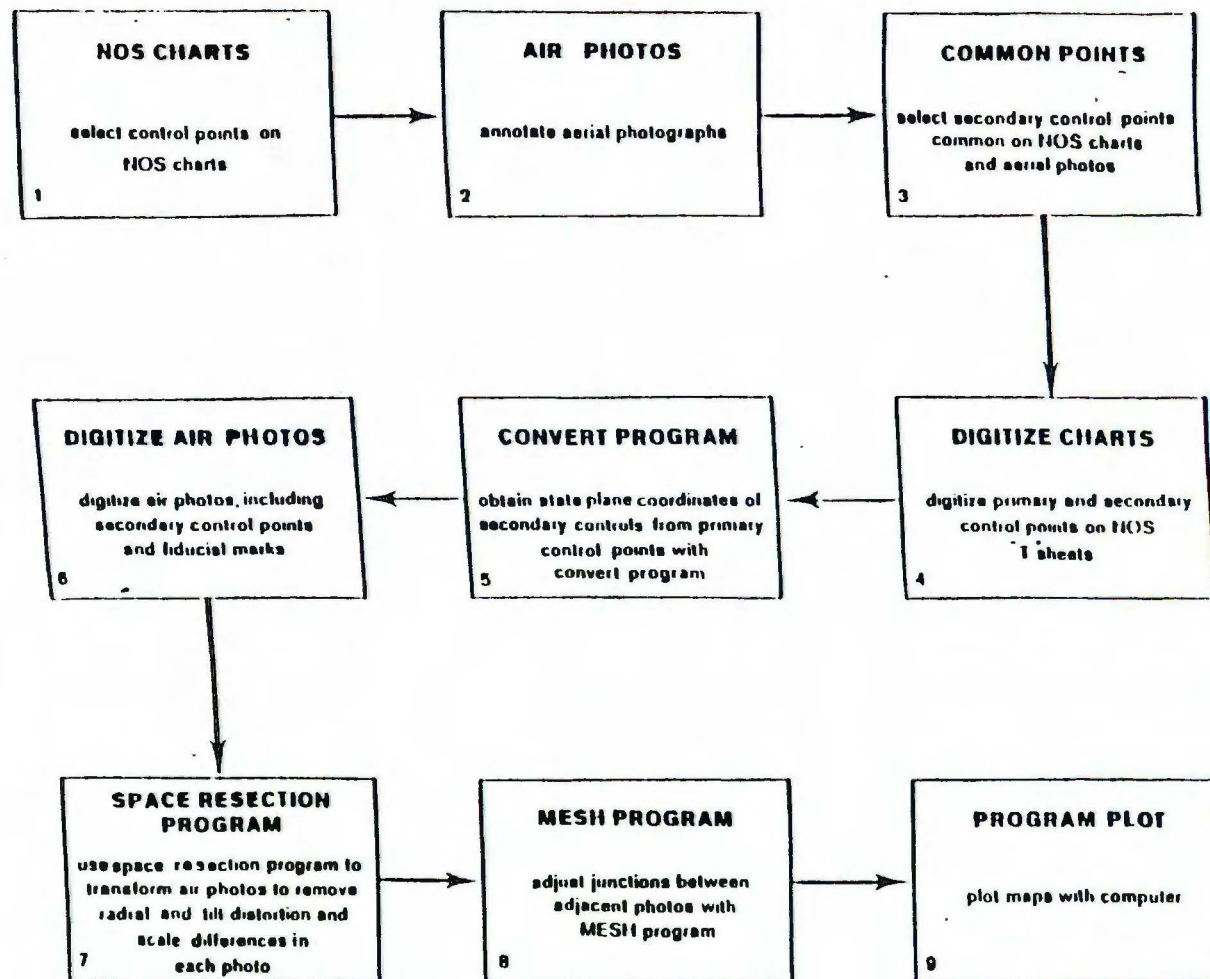 NOS CHARTS
select control points on
NOS charts
1
AIR PHOTOS
annotate aerial photographs
2
COMMON POINTS
select secondary control points
common on NOS charts
and aerial photos
3
DIGITIZE CHARTS
digitize primary and secondary
control points on NOS
T sheets
4
CONVERT PROGRAM
obtain state plane coordinates of
secondary controls from primary
control points with
convert program
5
DIGITIZE AIR PHOTOS
digitize air photos, including
secondary control points
and fiducial marks
6
SPACE RESECTION
PROGRAM
use space resection program to
transform air photos to remove
radial and tilt distortion and
scale differences in
each photo
7
MESH PROGRAM
adjust junctions between
adjacent photos with
MESH program
8
PROGRAM PLOT
plot maps with computer
9